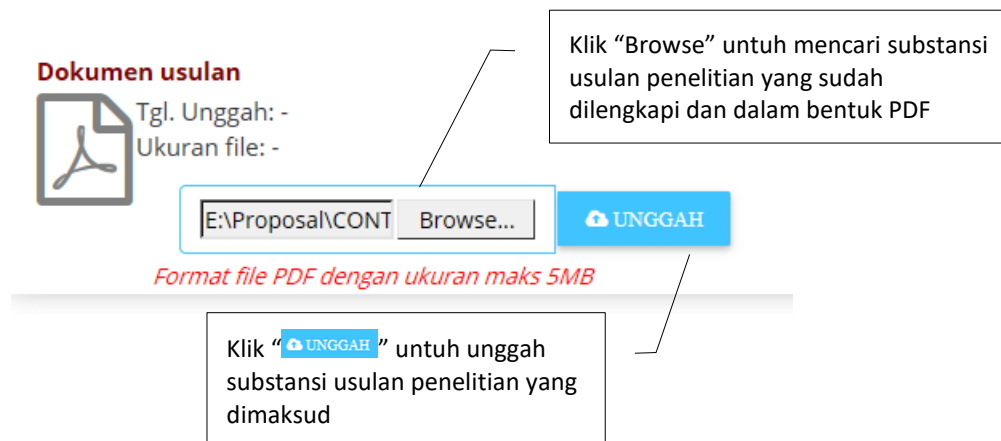 Klik “Browse” untuh mencari substansi
usulan penelitian yang sudah
dilengkapi dan dalam bentuk PDF
Dokumen usulan
Tgl. Unggah: -
Ukuran file: -
E:\Proposal\CONT Browse... UNGGAH
Format file PDF dengan ukuran maks 5MB
Klik “ UNGGAH ” untuh unggah
substansi usulan penelitian yang
dimaksud